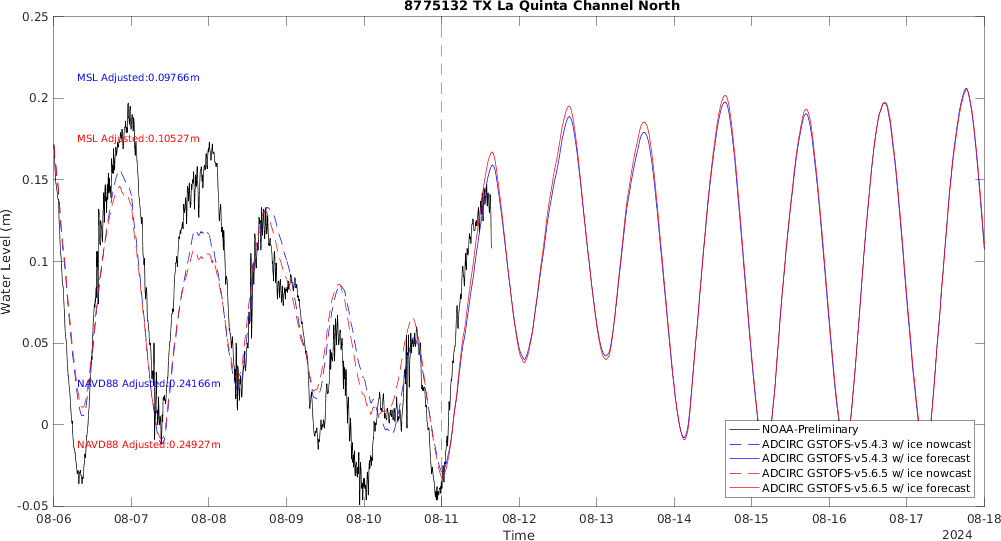 8775132 TX La Quinta Channel North
0.25
0.2
0.15
0.1
0.05
0
-0.05
Water Level (m)
MSL Adjusted:0.09766m
MSL Adjusted:0.10527m
NAVD88 Adjusted:0.24166m
NAVD88 Adjusted:0.24927m
NOAA-Preliminary
ADCIRC GSTOFS-v5.4.3 w/ ice nowcast
ADCIRC GSTOFS-v5.4.3 w/ ice forecast
ADCIRC GSTOFS-v5.6.5 w/ ice nowcast
ADCIRC GSTOFS-v5.6.5 w/ ice forecast
08-06 08-07 08-08 08-09 08-10 08-11 08-12 08-13 08-14 08-15 08-16 08-17 08-18
Time
2024